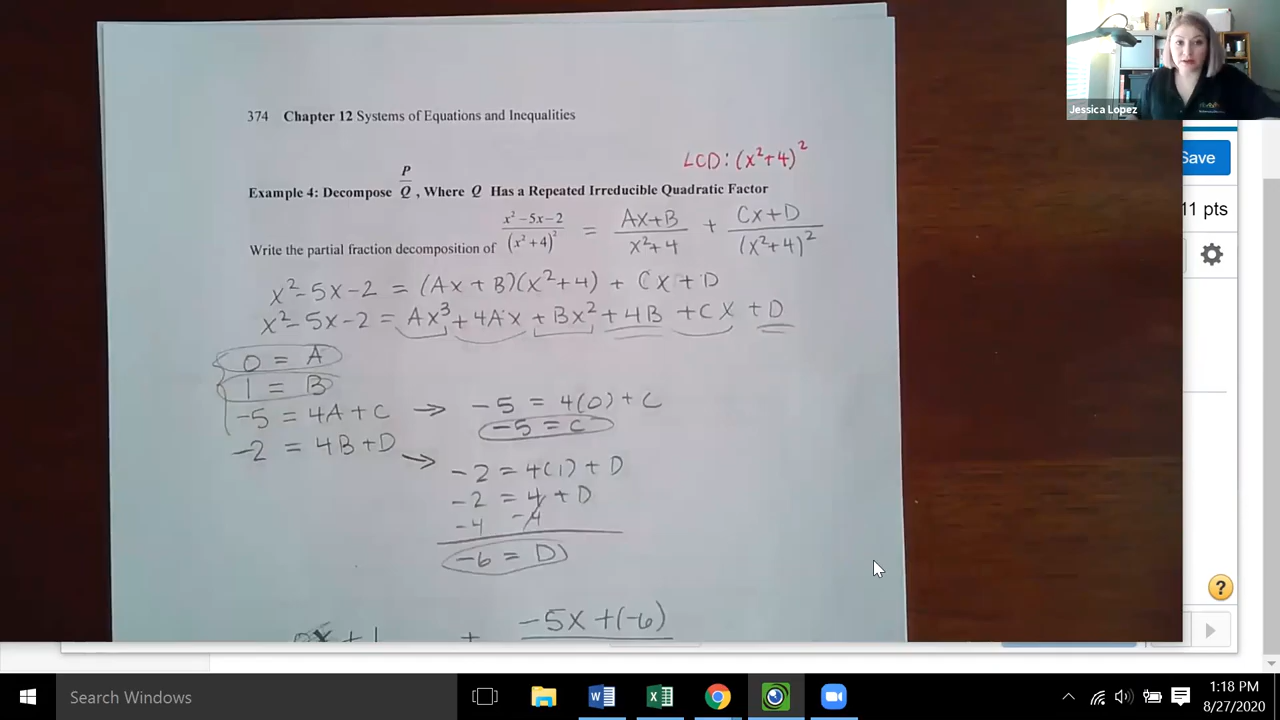 Jessica Lopez
Save
11 pts
374 Chapter 12 Systems of Equations and Inequalities
LCD: (x²+4)²
Example 4: Decompose P/Q, Where Q Has a Repeated Irreducible Quadratic Factor
Write the partial fraction decomposition of (x²−5x−2)/(x²+4)² = (Ax+B)/(x²+4) + (Cx+D)/(x²+4)²
x²−5x−2 = (Ax+B)(x²+4) + Cx+D
x²−5x−2 = Ax³+4Ax+Bx²+4B+Cx+D
0 = A
1 = B
−5 = 4A+C → −5 = 4(0)+C
−5 = C
−2 = 4B+D → −2 = 4(1)+D
−2 = 4+D
−4 −4
−6 = D
0x+1 + −5x+(−6)
?
Search Windows
1:18 PM
8/27/2020